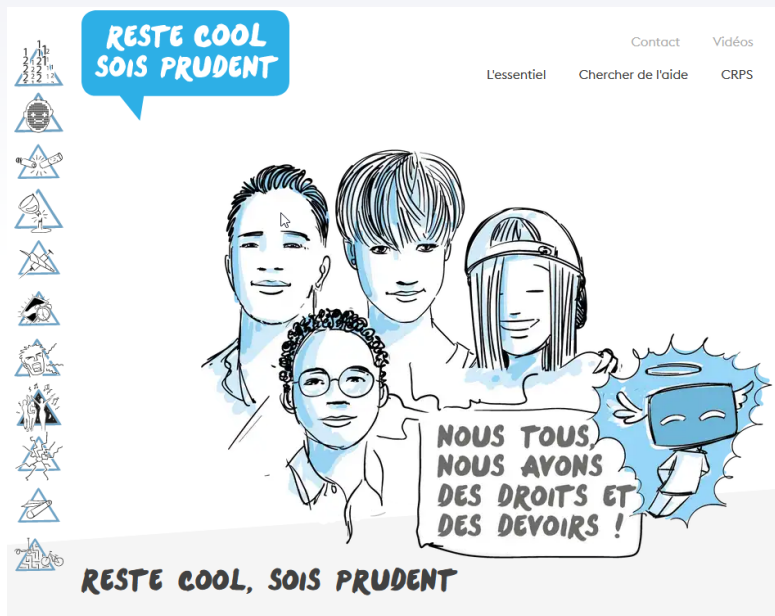 RESTE COOL
SOIS PRUDENT
Contact
Vidéos
L'essentiel
Chercher de l'aide
CRPS
NOUS TOUS,
NOUS AVONS
DES DROITS ET
DES DEVOIRS !
RESTE COOL, SOIS PRUDENT